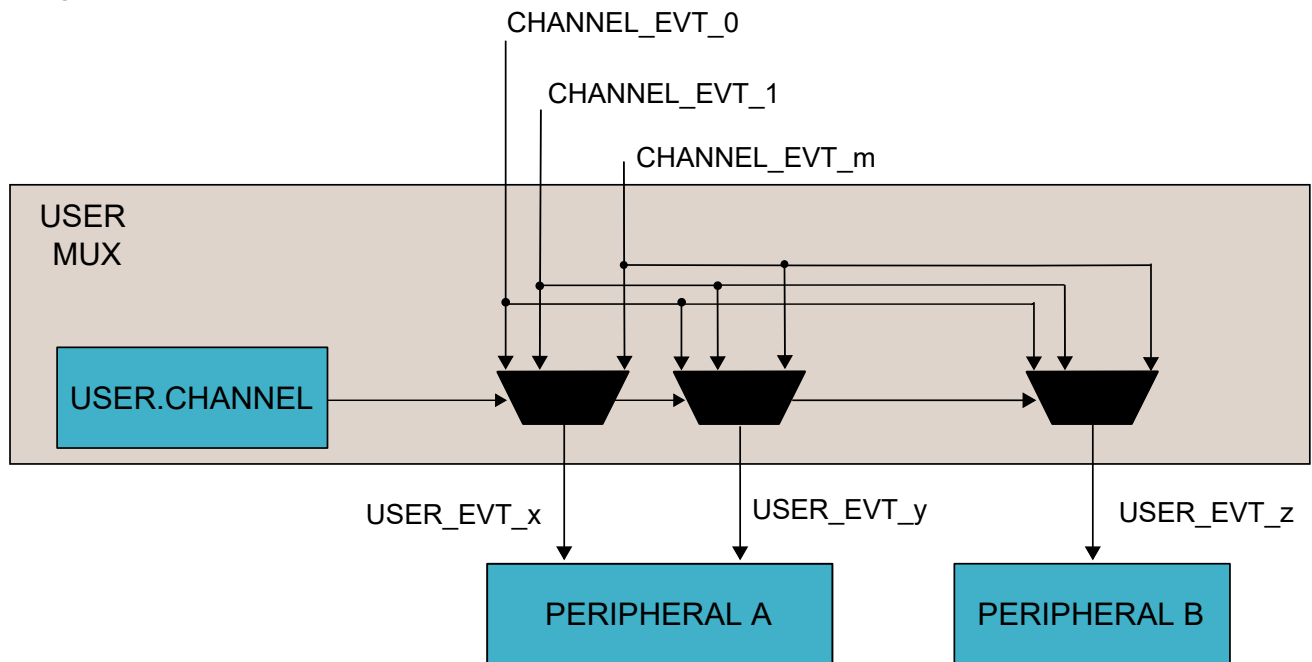 CHANNEL_EVT_0
CHANNEL_EVT_1
CHANNEL_EVT_m
USER
MUX
USER.CHANNEL
USER_EVT_x
USER_EVT_y
USER_EVT_z
PERIPHERAL A
PERIPHERAL B